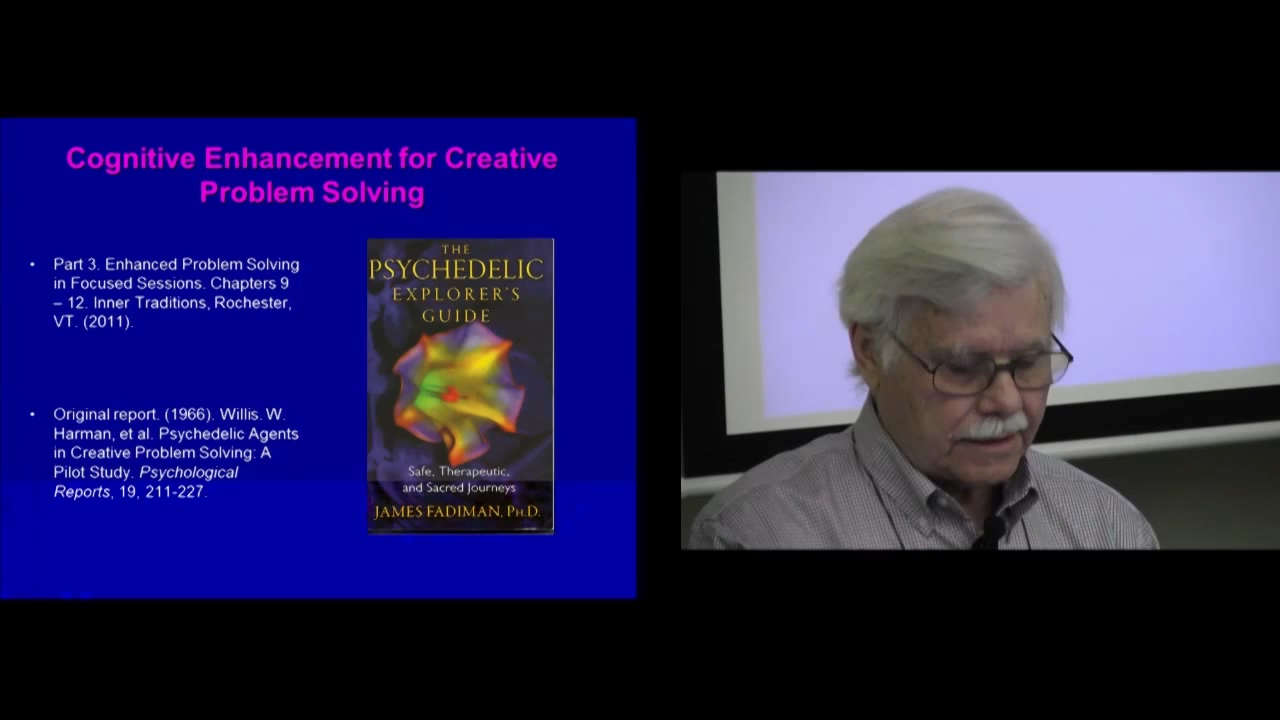 Cognitive Enhancement for Creative
Problem Solving
• Part 3. Enhanced Problem Solving
in Focused Sessions. Chapters 9
– 12. Inner Traditions, Rochester,
VT. (2011).
• Original report. (1966). Willis. W.
Harman, et al. Psychedelic Agents
in Creative Problem Solving: A
Pilot Study. Psychological
Reports, 19, 211-227.
THE
PSYCHEDELIC
EXPLORER'S
GUIDE
Safe, Therapeutic,
and Sacred Journeys
JAMES FADIMAN, PH.D.